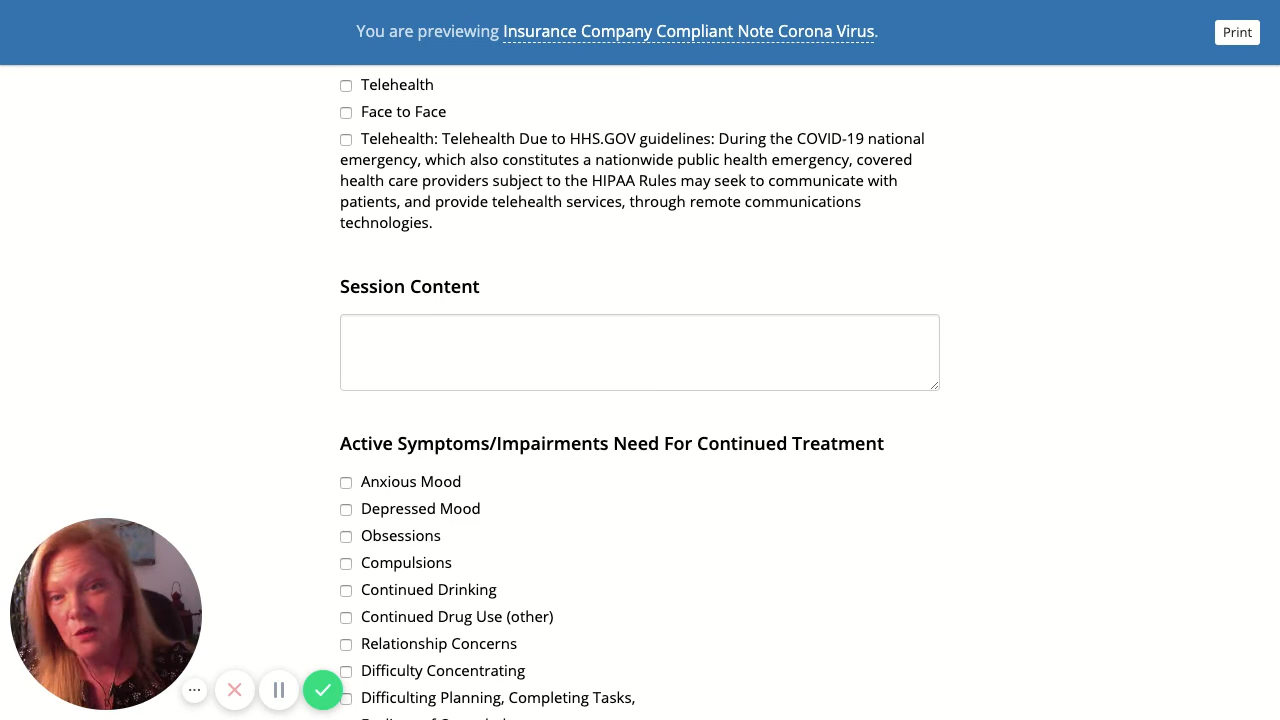 You are previewing Insurance Company Compliant Note Corona Virus.
Print
Telehealth
Face to Face
Telehealth: Telehealth Due to HHS.GOV guidelines: During the COVID-19 national
emergency, which also constitutes a nationwide public health emergency, covered
health care providers subject to the HIPAA Rules may seek to communicate with
patients, and provide telehealth services, through remote communications
technologies.
Session Content
Active Symptoms/Impairments Need For Continued Treatment
Anxious Mood
Depressed Mood
Obsessions
Compulsions
Continued Drinking
Continued Drug Use (other)
Relationship Concerns
Difficulty Concentrating
Difficulting Planning, Completing Tasks,